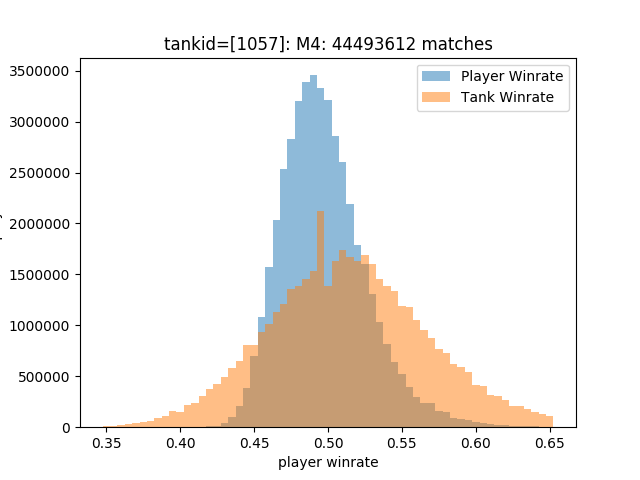 tankid=[1057]: M4: 44493612 matches
Player Winrate
Tank Winrate
3500000
3000000
2500000
2000000
1500000
1000000
500000
0
0.35 0.40 0.45 0.50 0.55 0.60 0.65
player winrate